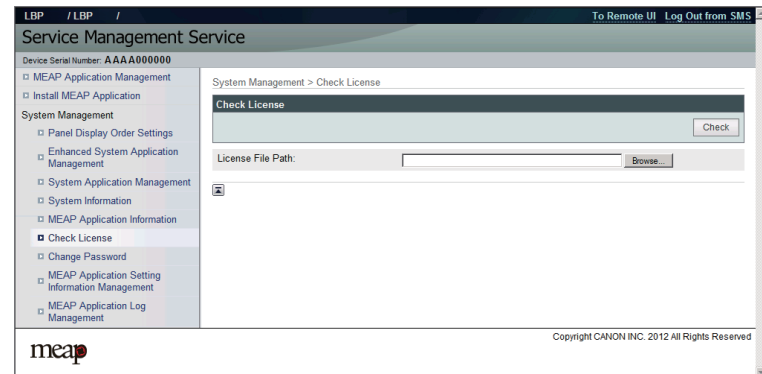 LBP / LBP /
To Remote UI Log Out from SMS
Service Management Service
Device Serial Number: AAAA000000
MEAP Application Management
Install MEAP Application
System Management
Panel Display Order Settings
Enhanced System Application
Management
System Application Management
System Information
MEAP Application Information
Check License
Change Password
MEAP Application Setting
Information Management
MEAP Application Log
Management
System Management > Check License
Check License
Check
License File Path:
Browse...
Copyright CANON INC. 2012 All Rights Reserved
meap